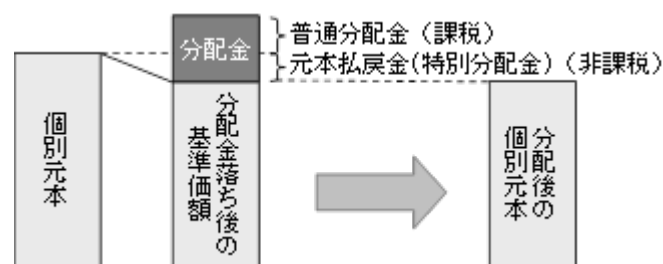 分配金
普通分配金（課税）
元本払戻金(特別分配金)（非課税）
個別元本
分配金落ち後の
基準価額
分配後の
個別元本